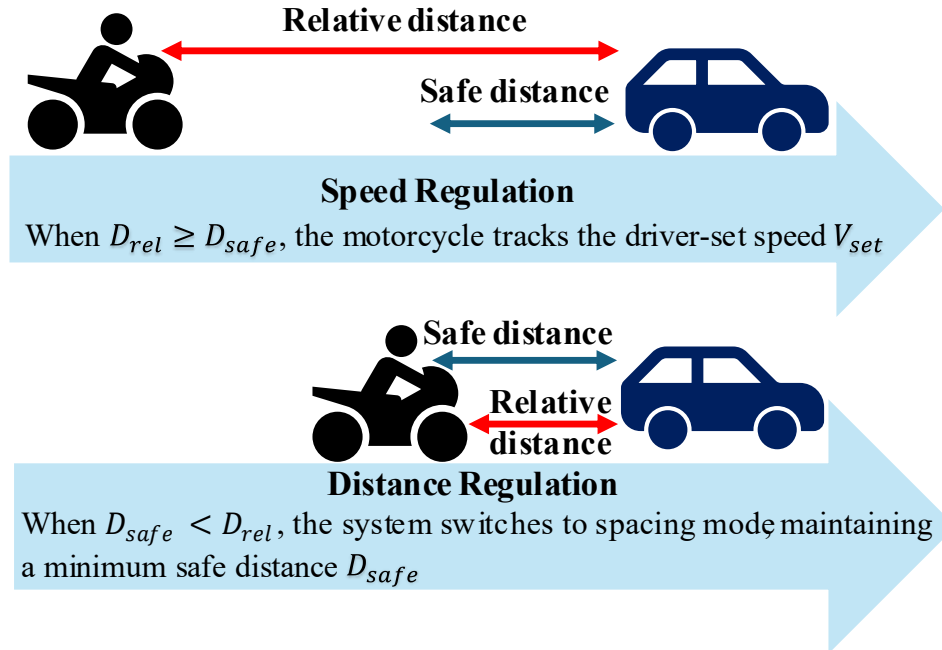 Relative distance
Safe distance
Speed Regulation
When D_rel ≥ D_safe, the motorcycle tracks the driver-set speed V_set
Safe distance
Relative
distance
Distance Regulation
When D_safe < D_rel, the system switches to spacing mode, maintaining
a minimum safe distance D_safe